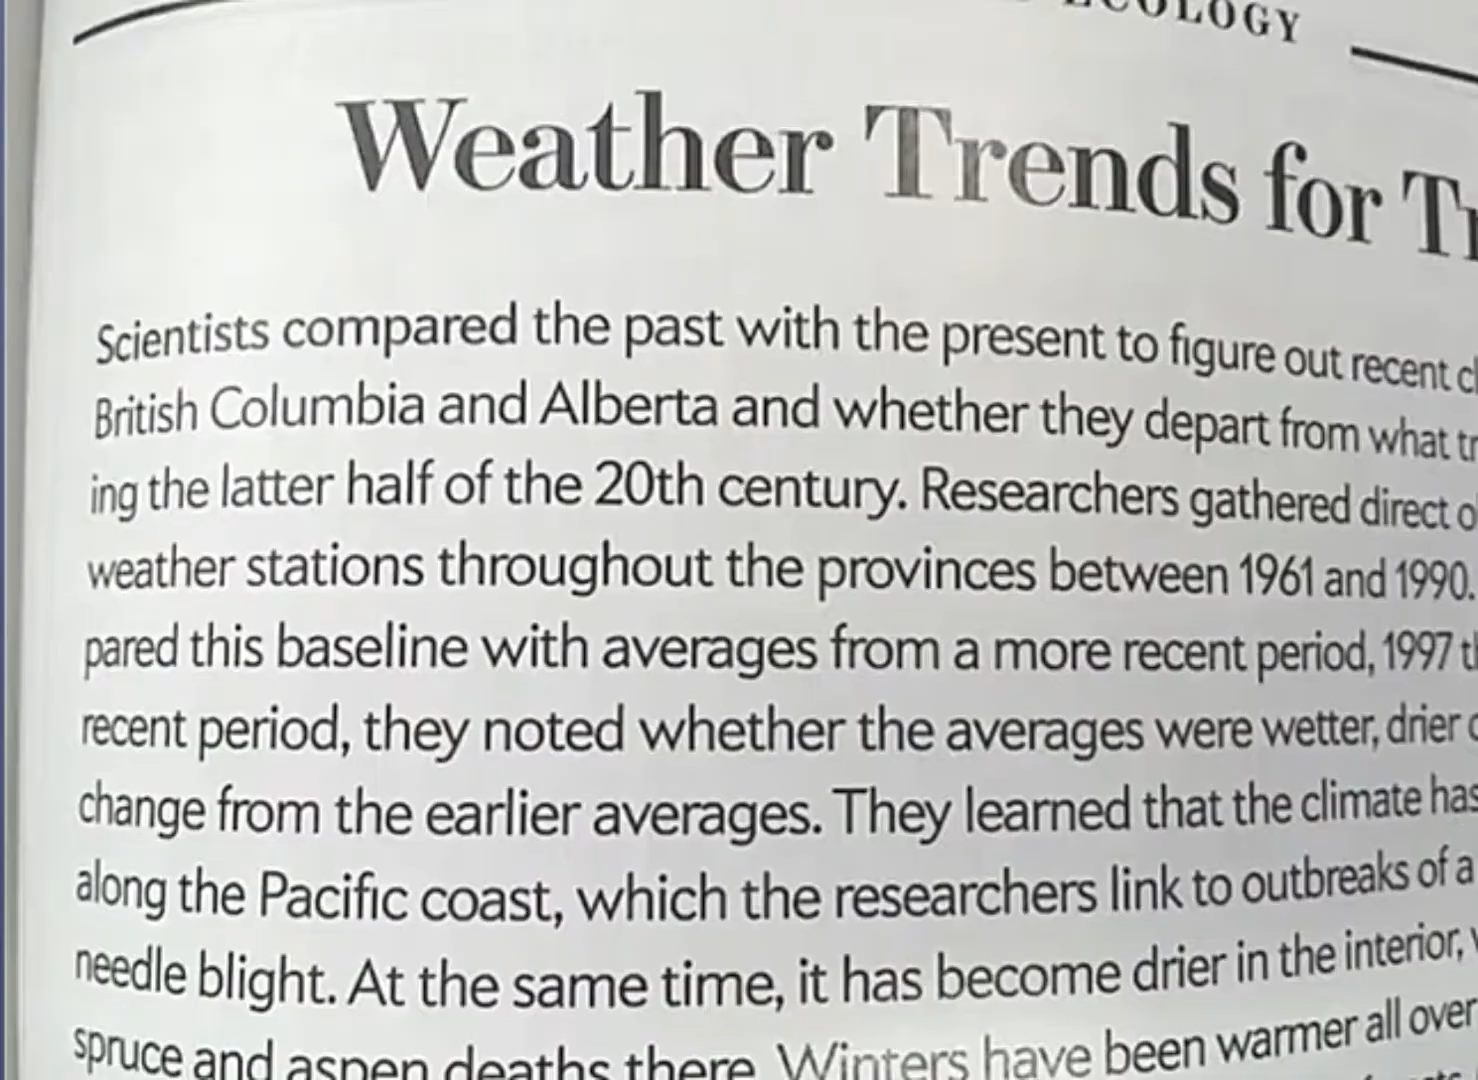 ECOLOGY
Weather Trends for
Scientists compared the past with the present to figure out recent
British Columbia and Alberta and whether they depart from what
ing the latter half of the 20th century. Researchers gathered direct
weather stations throughout the provinces between 1961 and 1990.
pared this baseline with averages from a more recent period, 1997
recent period, they noted whether the averages were wetter, drier
change from the earlier averages. They learned that the climate has
along the Pacific coast, which the researchers link to outbreaks of a
needle blight. At the same time, it has become drier in the interior,
spruce and aspen deaths there. Winters have been warmer all over